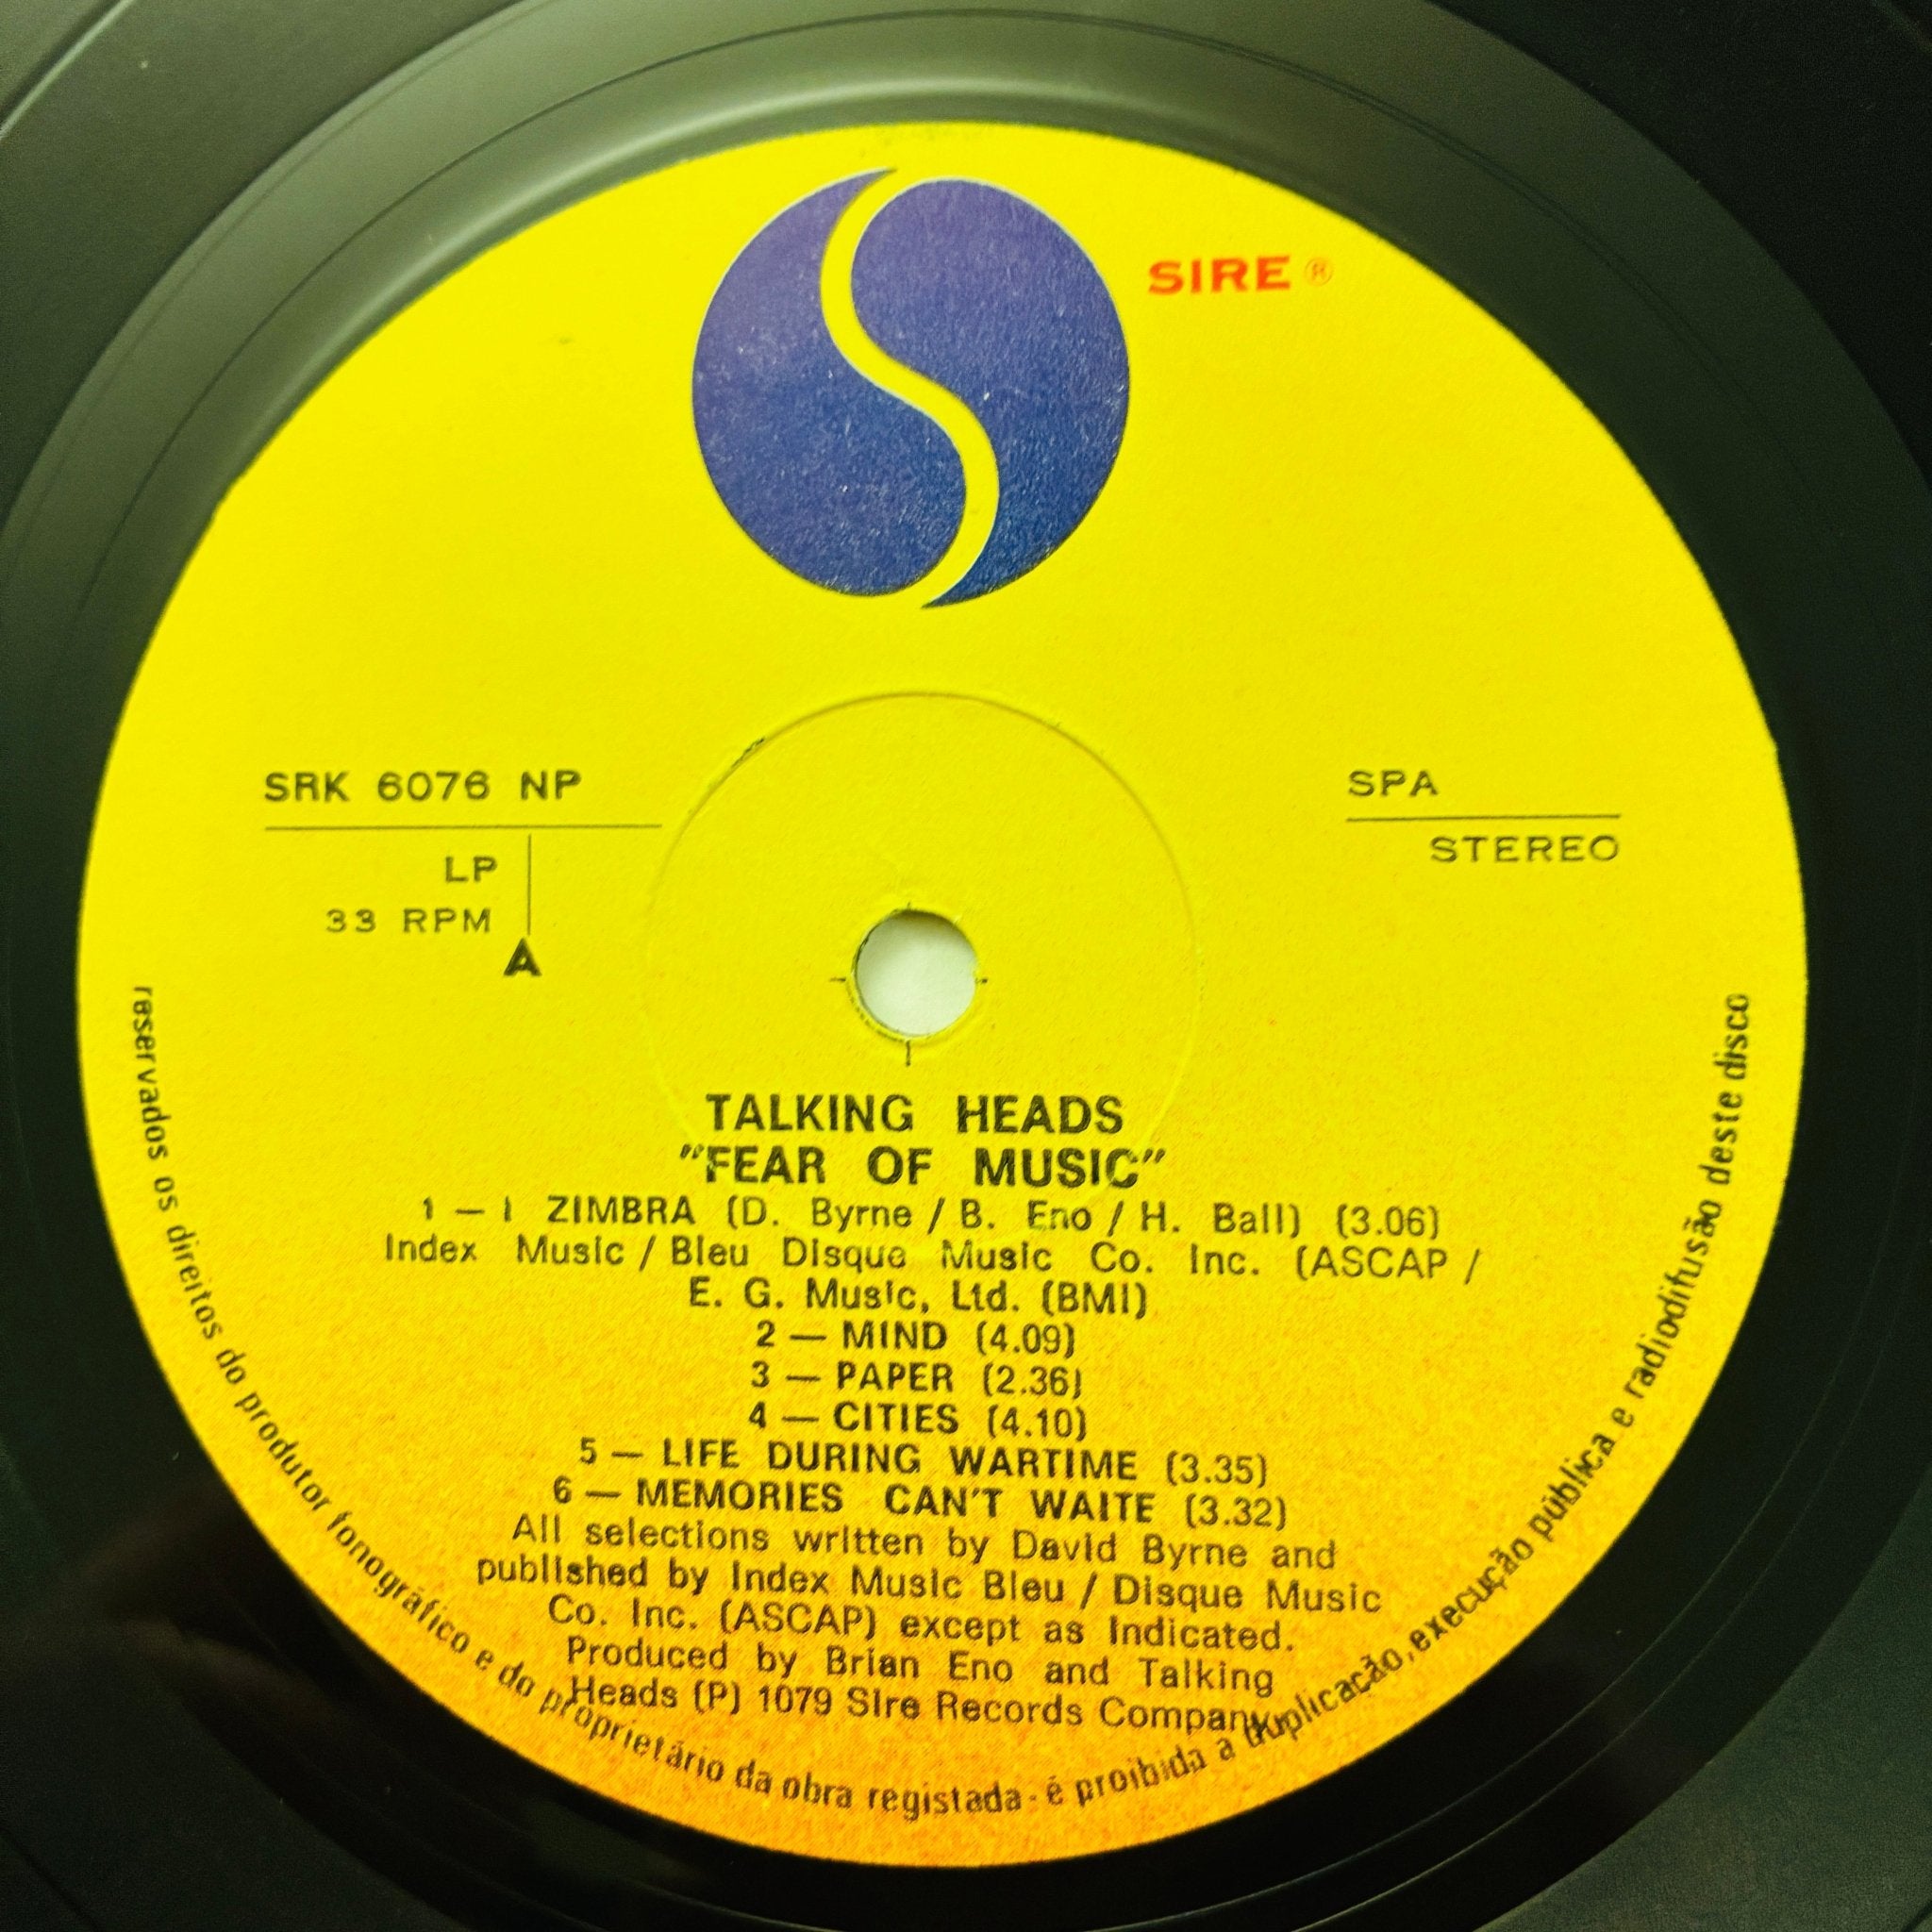 SIRE ®
SRK 6076 NP
LP
33 RPM
A
SPA
STEREO
TALKING HEADS
"FEAR OF MUSIC"
1 — I ZIMBRA (D. Byrne / B. Eno / H. Ball) (3.06)
Index Music / Bleu Disque Music Co. Inc. (ASCAP /
E. G. Music, Ltd. (BMI)
2 — MIND (4.09)
3 — PAPER (2.36)
4 — CITIES (4.10)
5 — LIFE DURING WARTIME (3.35)
6 — MEMORIES CAN'T WAITE (3.32)
All selections written by David Byrne and
published by Index Music Bleu / Disque Music
Co. Inc. (ASCAP) except as Indicated.
Produced by Brian Eno and Talking
Heads (P) 1079 Sire Records Company.
reservados os direitos do produtor fonográfico e do proprietário da obra registada - é proibida a duplicação, execução pública e radiodifusão deste disco